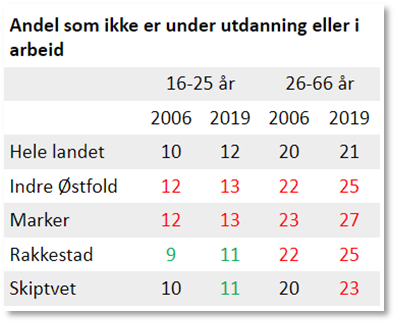 Andel som ikke er under utdanning eller i
arbeid
16-25 år 26-66 år
2006 2019 2006 2019
Hele landet 10 12 20 21
Indre Østfold 12 13 22 25
Marker 12 13 23 27
Rakkestad 9 11 22 25
Skiptvet 10 11 20 23